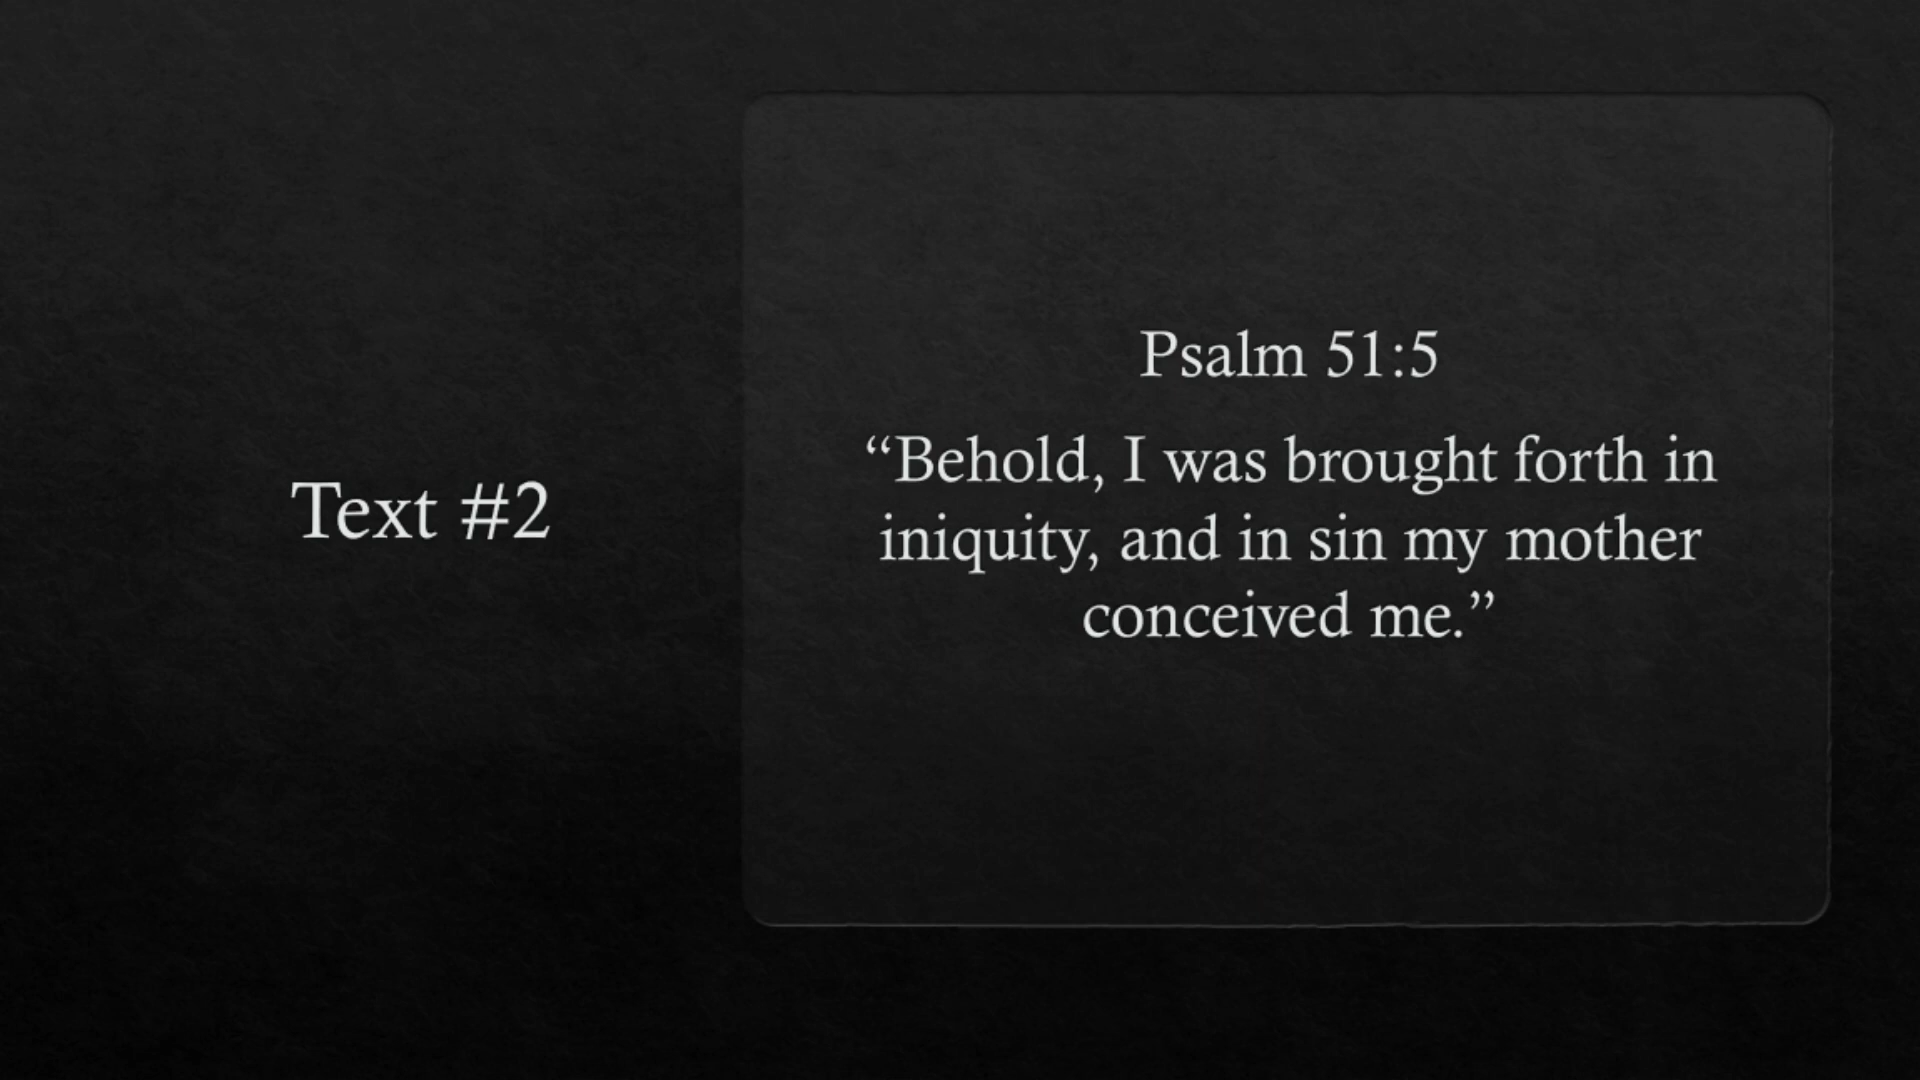 Text #2
Psalm 51:5
“Behold, I was brought forth in
iniquity, and in sin my mother
conceived me.”